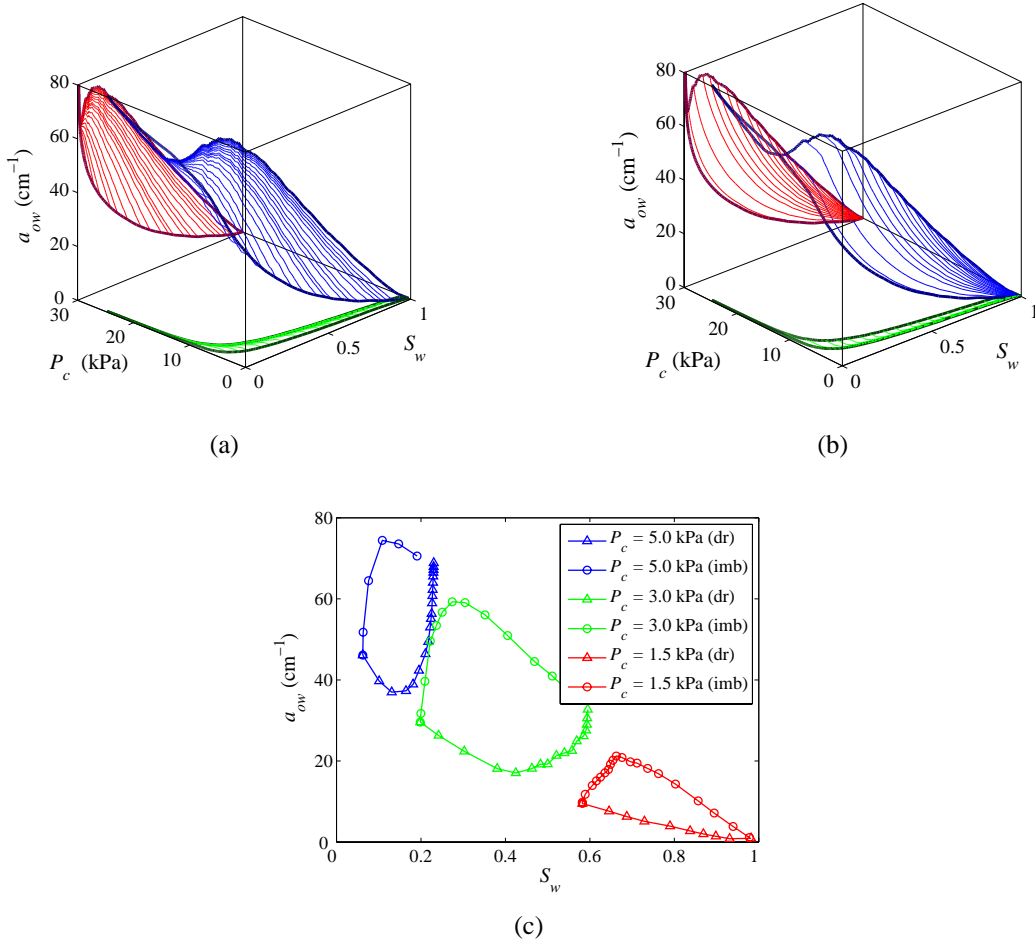 80
60
40
20
0
a_ow (cm⁻¹)
30
20
10
0
P_c (kPa)
0
0.5
1
S_w
(a)
80
60
40
20
0
a_ow (cm⁻¹)
30
20
10
0
P_c (kPa)
0
0.5
1
S_w
(b)
80
60
40
20
0
a_ow (cm⁻¹)
P_c = 5.0 kPa (dr)
P_c = 5.0 kPa (imb)
P_c = 3.0 kPa (dr)
P_c = 3.0 kPa (imb)
P_c = 1.5 kPa (dr)
P_c = 1.5 kPa (imb)
0 0.2 0.4 0.6 0.8 1
S_w
(c)